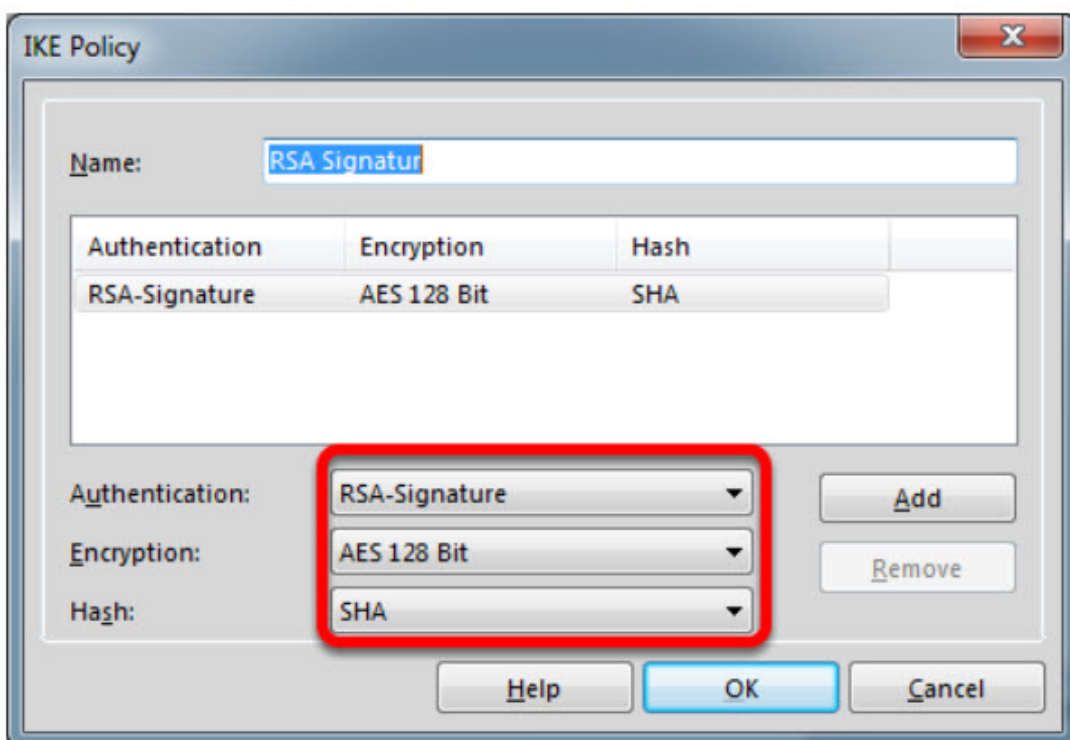 IKE Policy
Name: RSA Signatur
Authentication Encryption Hash
RSA-Signature AES 128 Bit SHA
Authentication: RSA-Signature Add
Encryption: AES 128 Bit Remove
Hash: SHA
Help OK Cancel